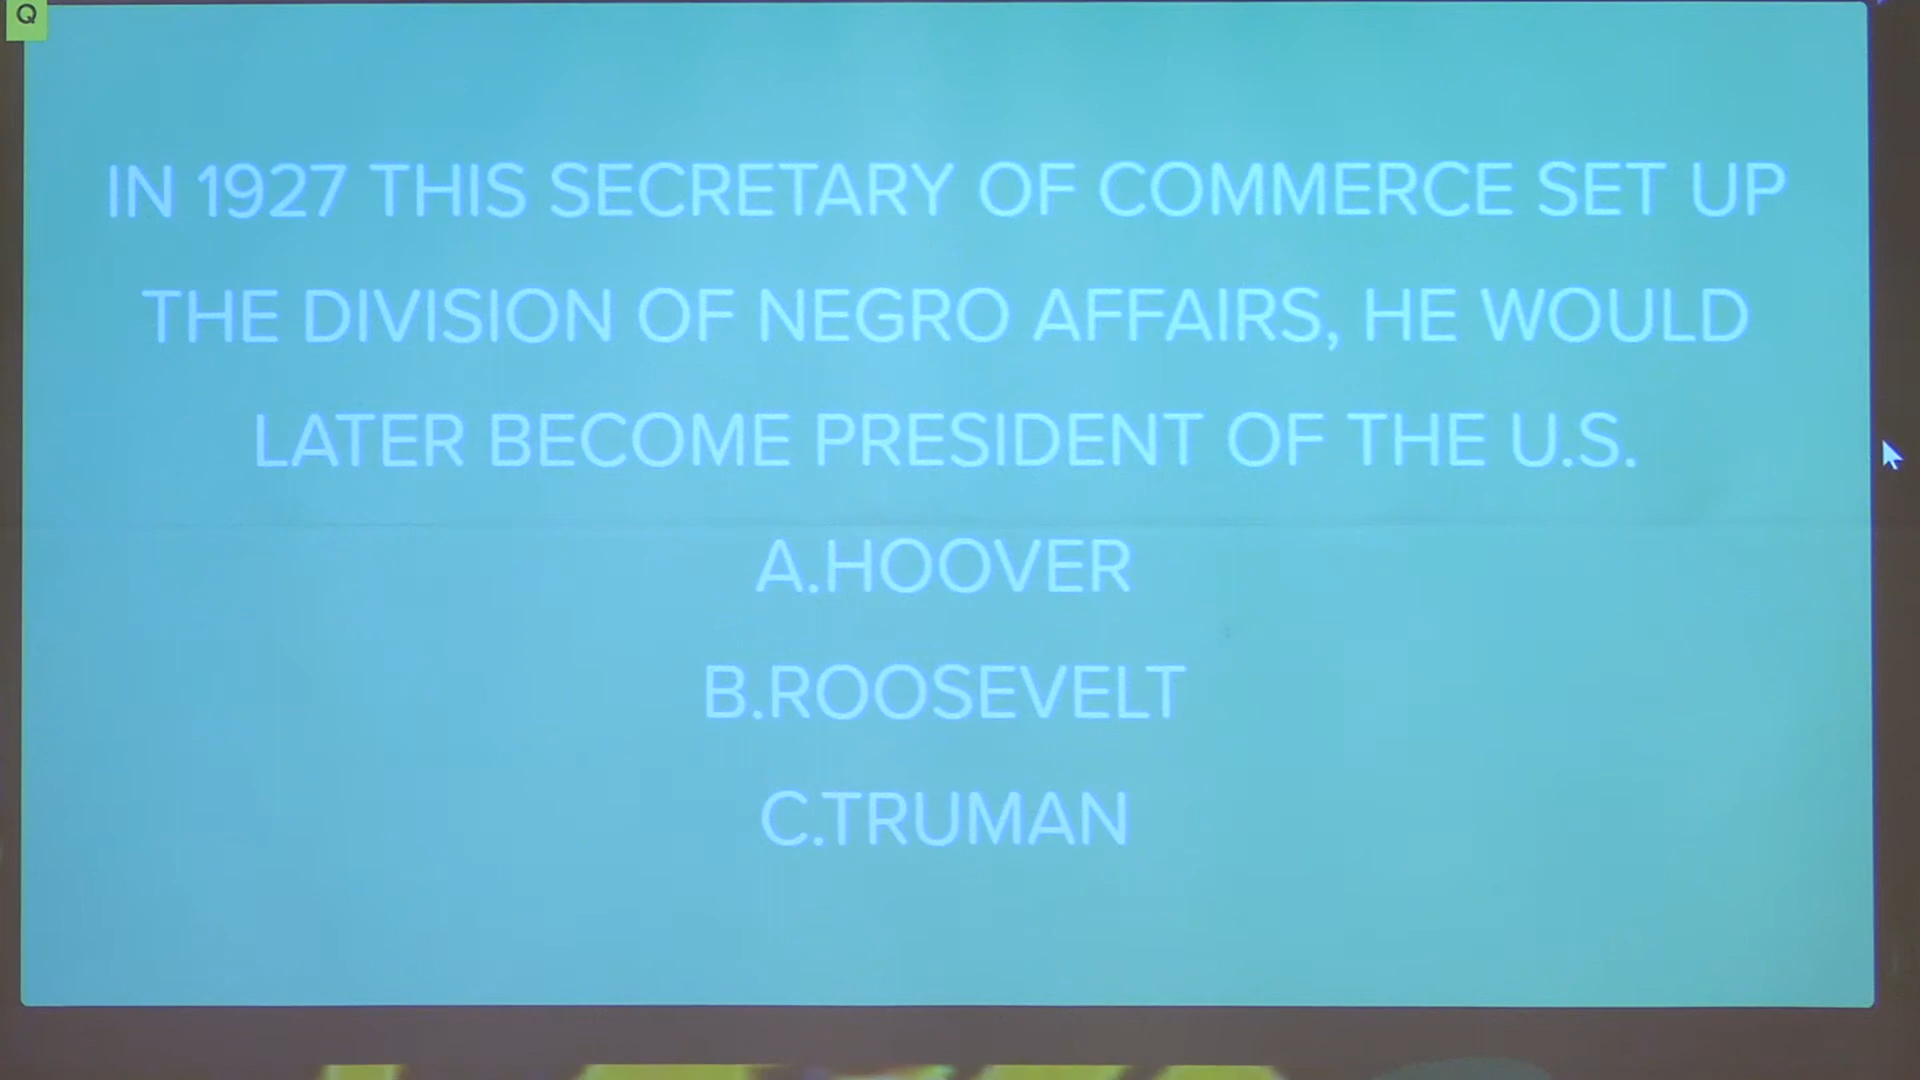 Q
IN 1927 THIS SECRETARY OF COMMERCE SET UP
THE DIVISION OF NEGRO AFFAIRS, HE WOULD
LATER BECOME PRESIDENT OF THE U.S.
A.HOOVER
B.ROOSEVELT
C.TRUMAN